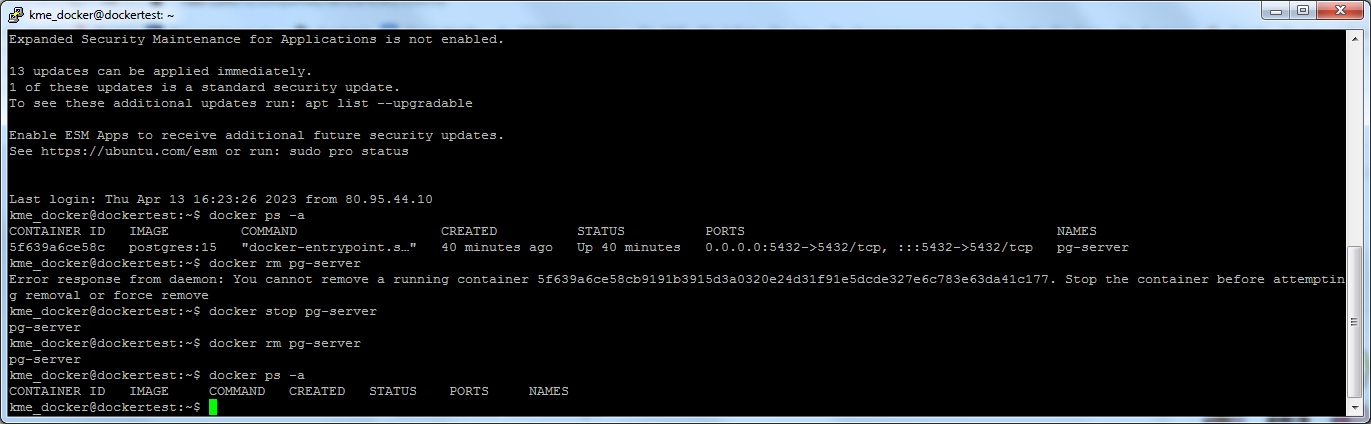 kme_docker@dockertest: ~
Expanded Security Maintenance for Applications is not enabled.
13 updates can be applied immediately.
1 of these updates is a standard security update.
To see these additional updates run: apt list --upgradable
Enable ESM Apps to receive additional future security updates.
See https://ubuntu.com/esm or run: sudo pro status
Last login: Thu Apr 13 16:23:26 2023 from 80.95.44.10
kme_docker@dockertest:~$ docker ps -a
CONTAINER ID   IMAGE         COMMAND                  CREATED          STATUS          PORTS                                       NAMES
5f639a6ce58c   postgres:15   "docker-entrypoint.s…"   40 minutes ago   Up 40 minutes   0.0.0.0:5432->5432/tcp, :::5432->5432/tcp   pg-server
kme_docker@dockertest:~$ docker rm pg-server
Error response from daemon: You cannot remove a running container 5f639a6ce58cb9191b3915d3a0320e24d31f91e5dcde327e6c783e63da41c177. Stop the container before attemptin
g removal or force remove
kme_docker@dockertest:~$ docker stop pg-server
pg-server
kme_docker@dockertest:~$ docker rm pg-server
pg-server
kme_docker@dockertest:~$ docker ps -a
CONTAINER ID   IMAGE     COMMAND   CREATED   STATUS    PORTS     NAMES
kme_docker@dockertest:~$